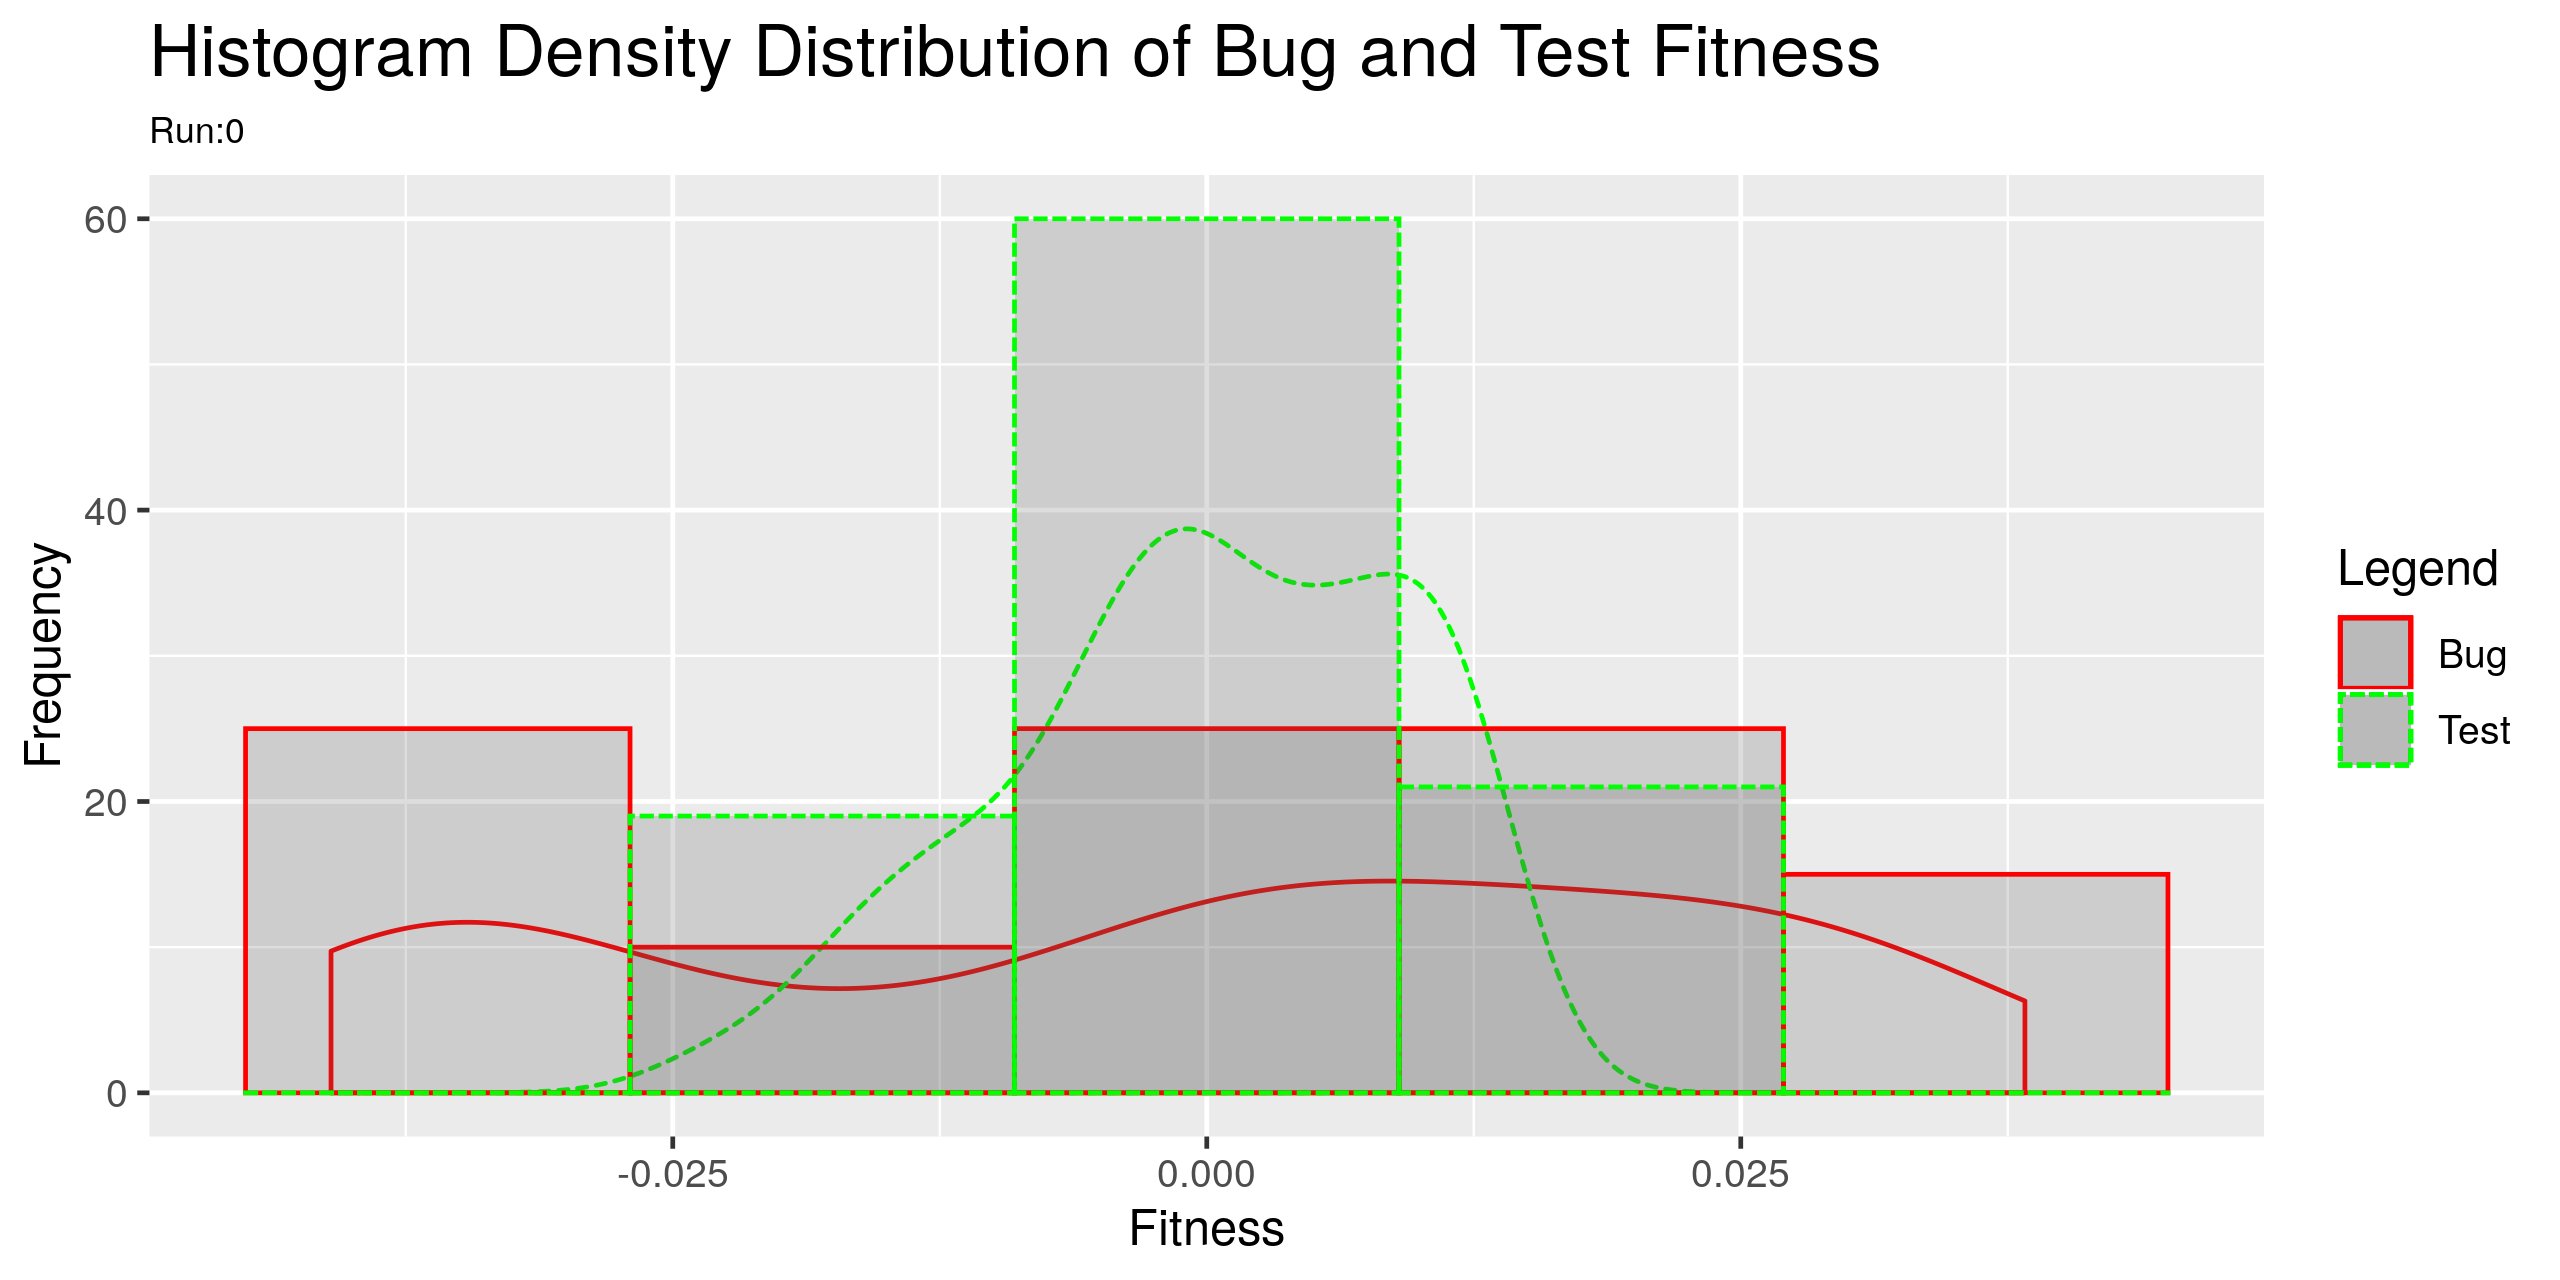 Histogram Density Distribution of Bug and Test Fitness
Run:0
60
40
20
0
Frequency
-0.025
0.000
0.025
Fitness
Legend
Bug
Test